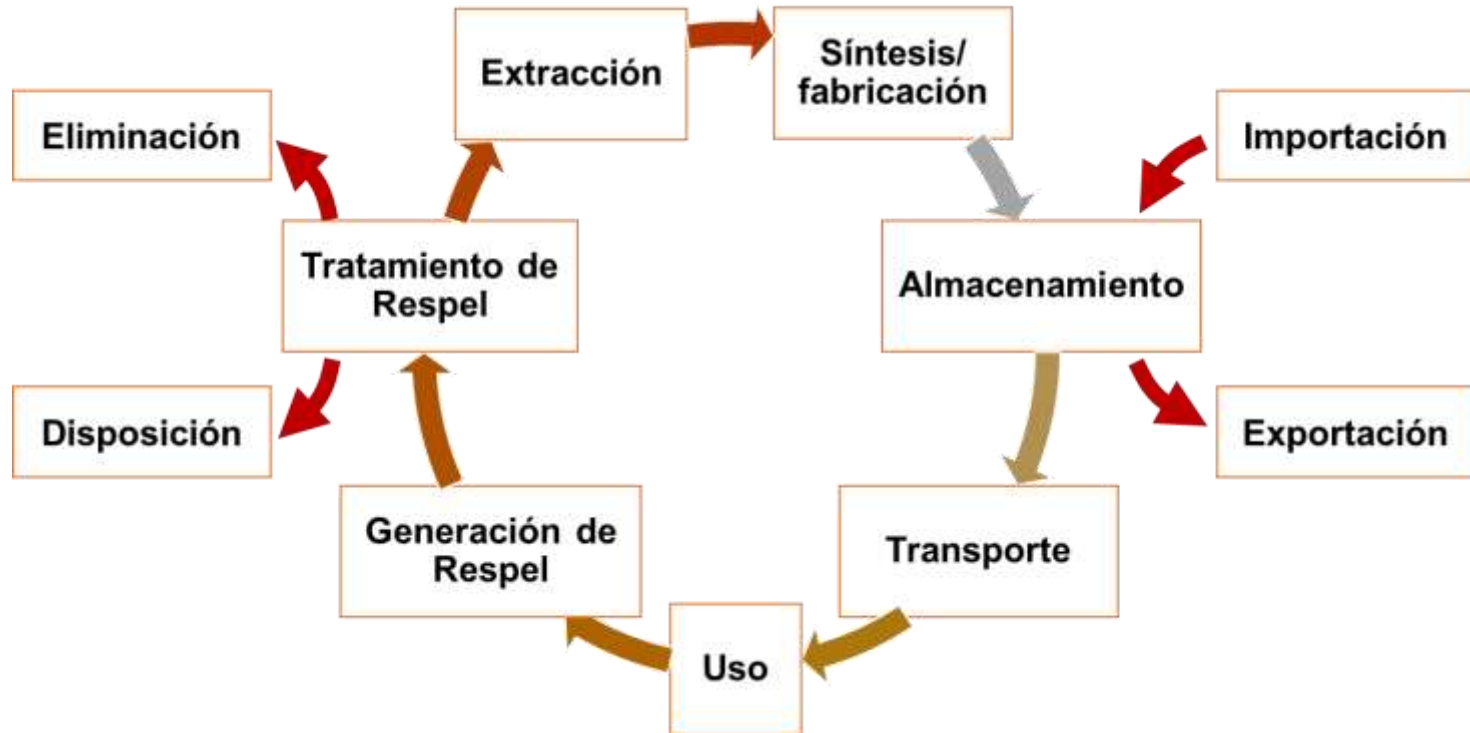 Extracción
Síntesis/
fabricación
Eliminación
Importación
Tratamiento de
Respel
Almacenamiento
Disposición
Exportación
Generación de
Respel
Transporte
Uso